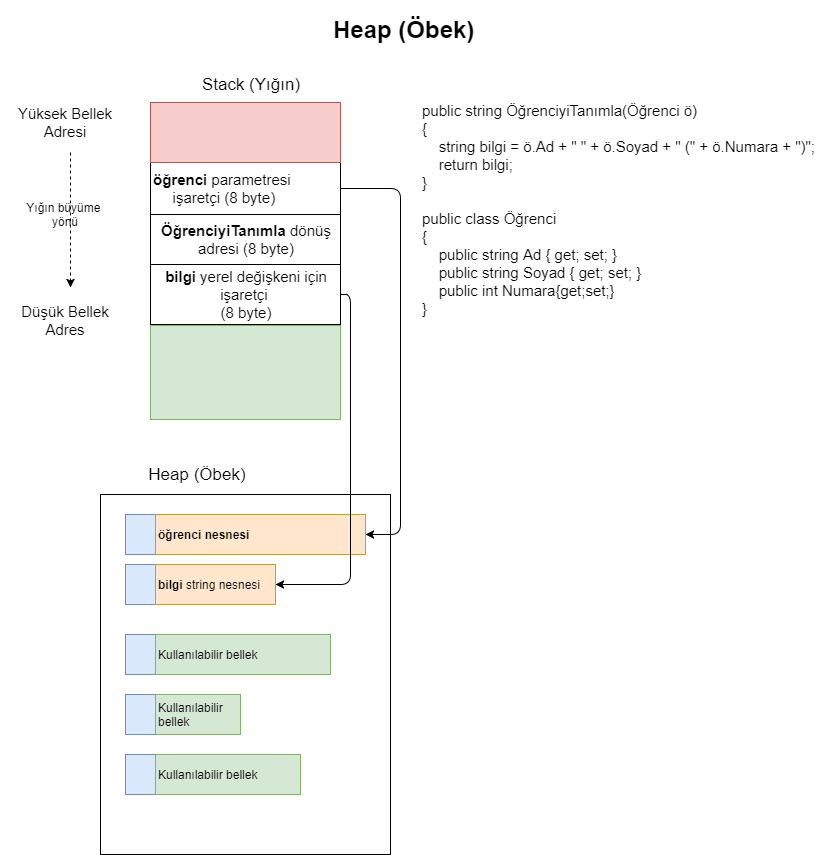 Heap (Öbek)
Stack (Yığın)
Yüksek Bellek
Adresi
Yığın büyüme
yönü
Düşük Bellek
Adres
öğrenci parametresi
işaretçi (8 byte)
ÖğrenciyiTanımla dönüş
adresi (8 byte)
bilgi yerel değişkeni için
işaretçi
(8 byte)
public string ÖğrenciyiTanımla(Öğrenci ö)
{
string bilgi = ö.Ad + " " + ö.Soyad + " (" + ö.Numara + ")";
return bilgi;
}
public class Öğrenci
{
public string Ad { get; set; }
public string Soyad { get; set; }
public int Numara{get;set;}
}
Heap (Öbek)
öğrenci nesnesi
bilgi string nesnesi
Kullanılabilir bellek
Kullanılabilir
bellek
Kullanılabilir bellek